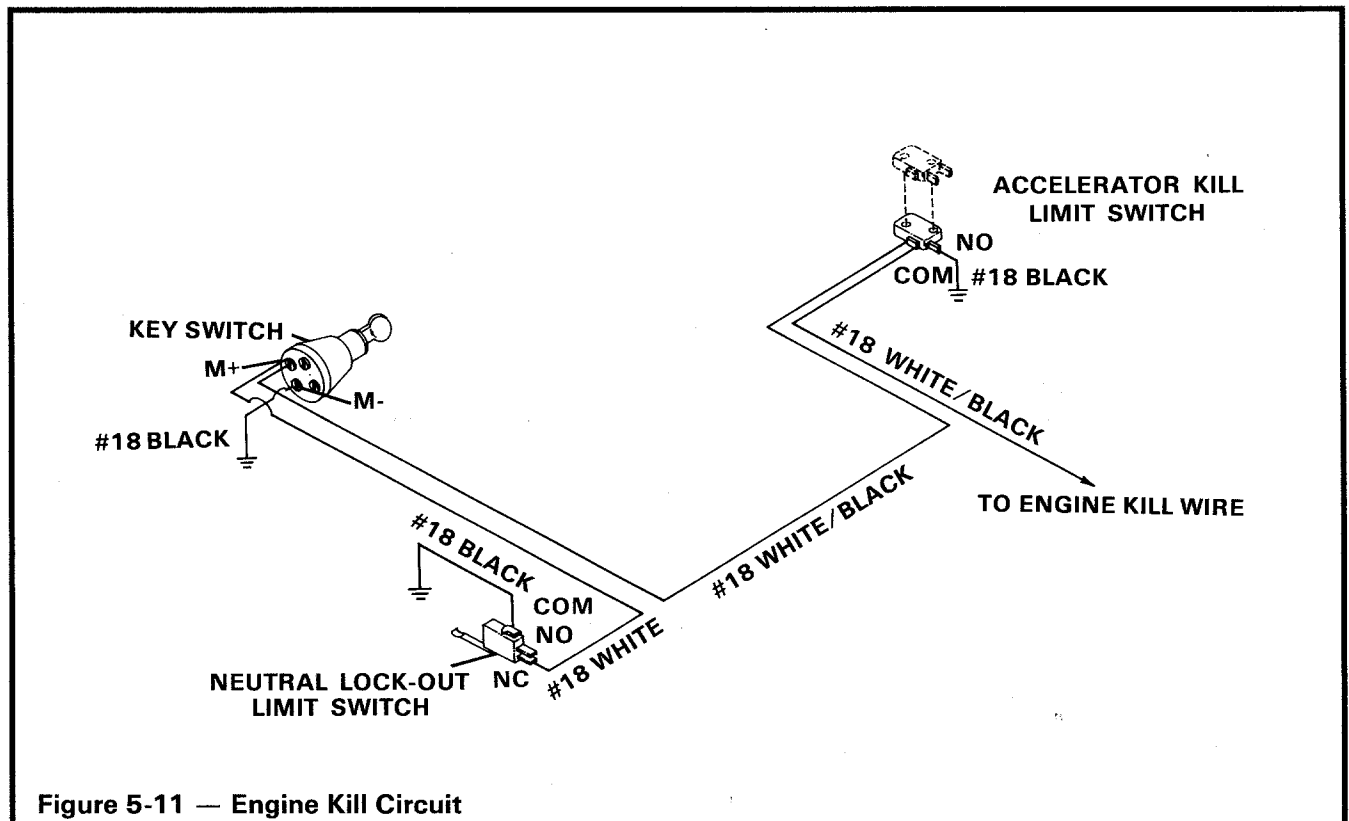 ACCELERATOR KILL
LIMIT SWITCH
NO
COM
#18 BLACK
KEY SWITCH
M+
M-
#18 BLACK
#18 WHITE/BLACK
TO ENGINE KILL WIRE
#18 WHITE/BLACK
#18 BLACK
COM
NO
NC
#18 WHITE
NEUTRAL LOCK-OUT
LIMIT SWITCH
Figure 5-11 — Engine Kill Circuit